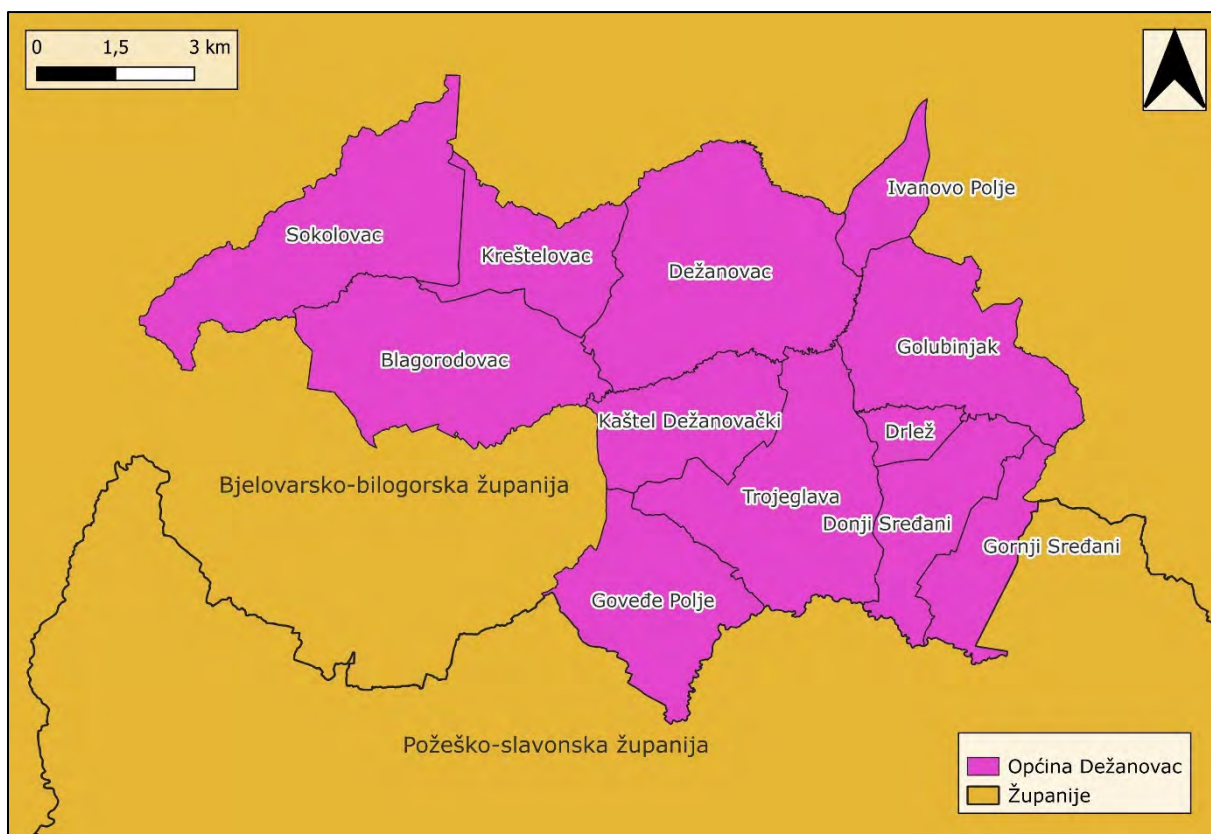 0 1,5 3 km
Ivanovo Polje
Sokolovac
Kreštelovac
Dežanovac
Golubinjak
Blagorodovac
Kaštel Dežanovački
Drlež
Bjelovarsko-bilogorska županija
Trojeglava
Donji Sređani
Gornji Sređani
Goveđe Polje
Požeško-slavonska županija
Općina Dežanovac
Županije